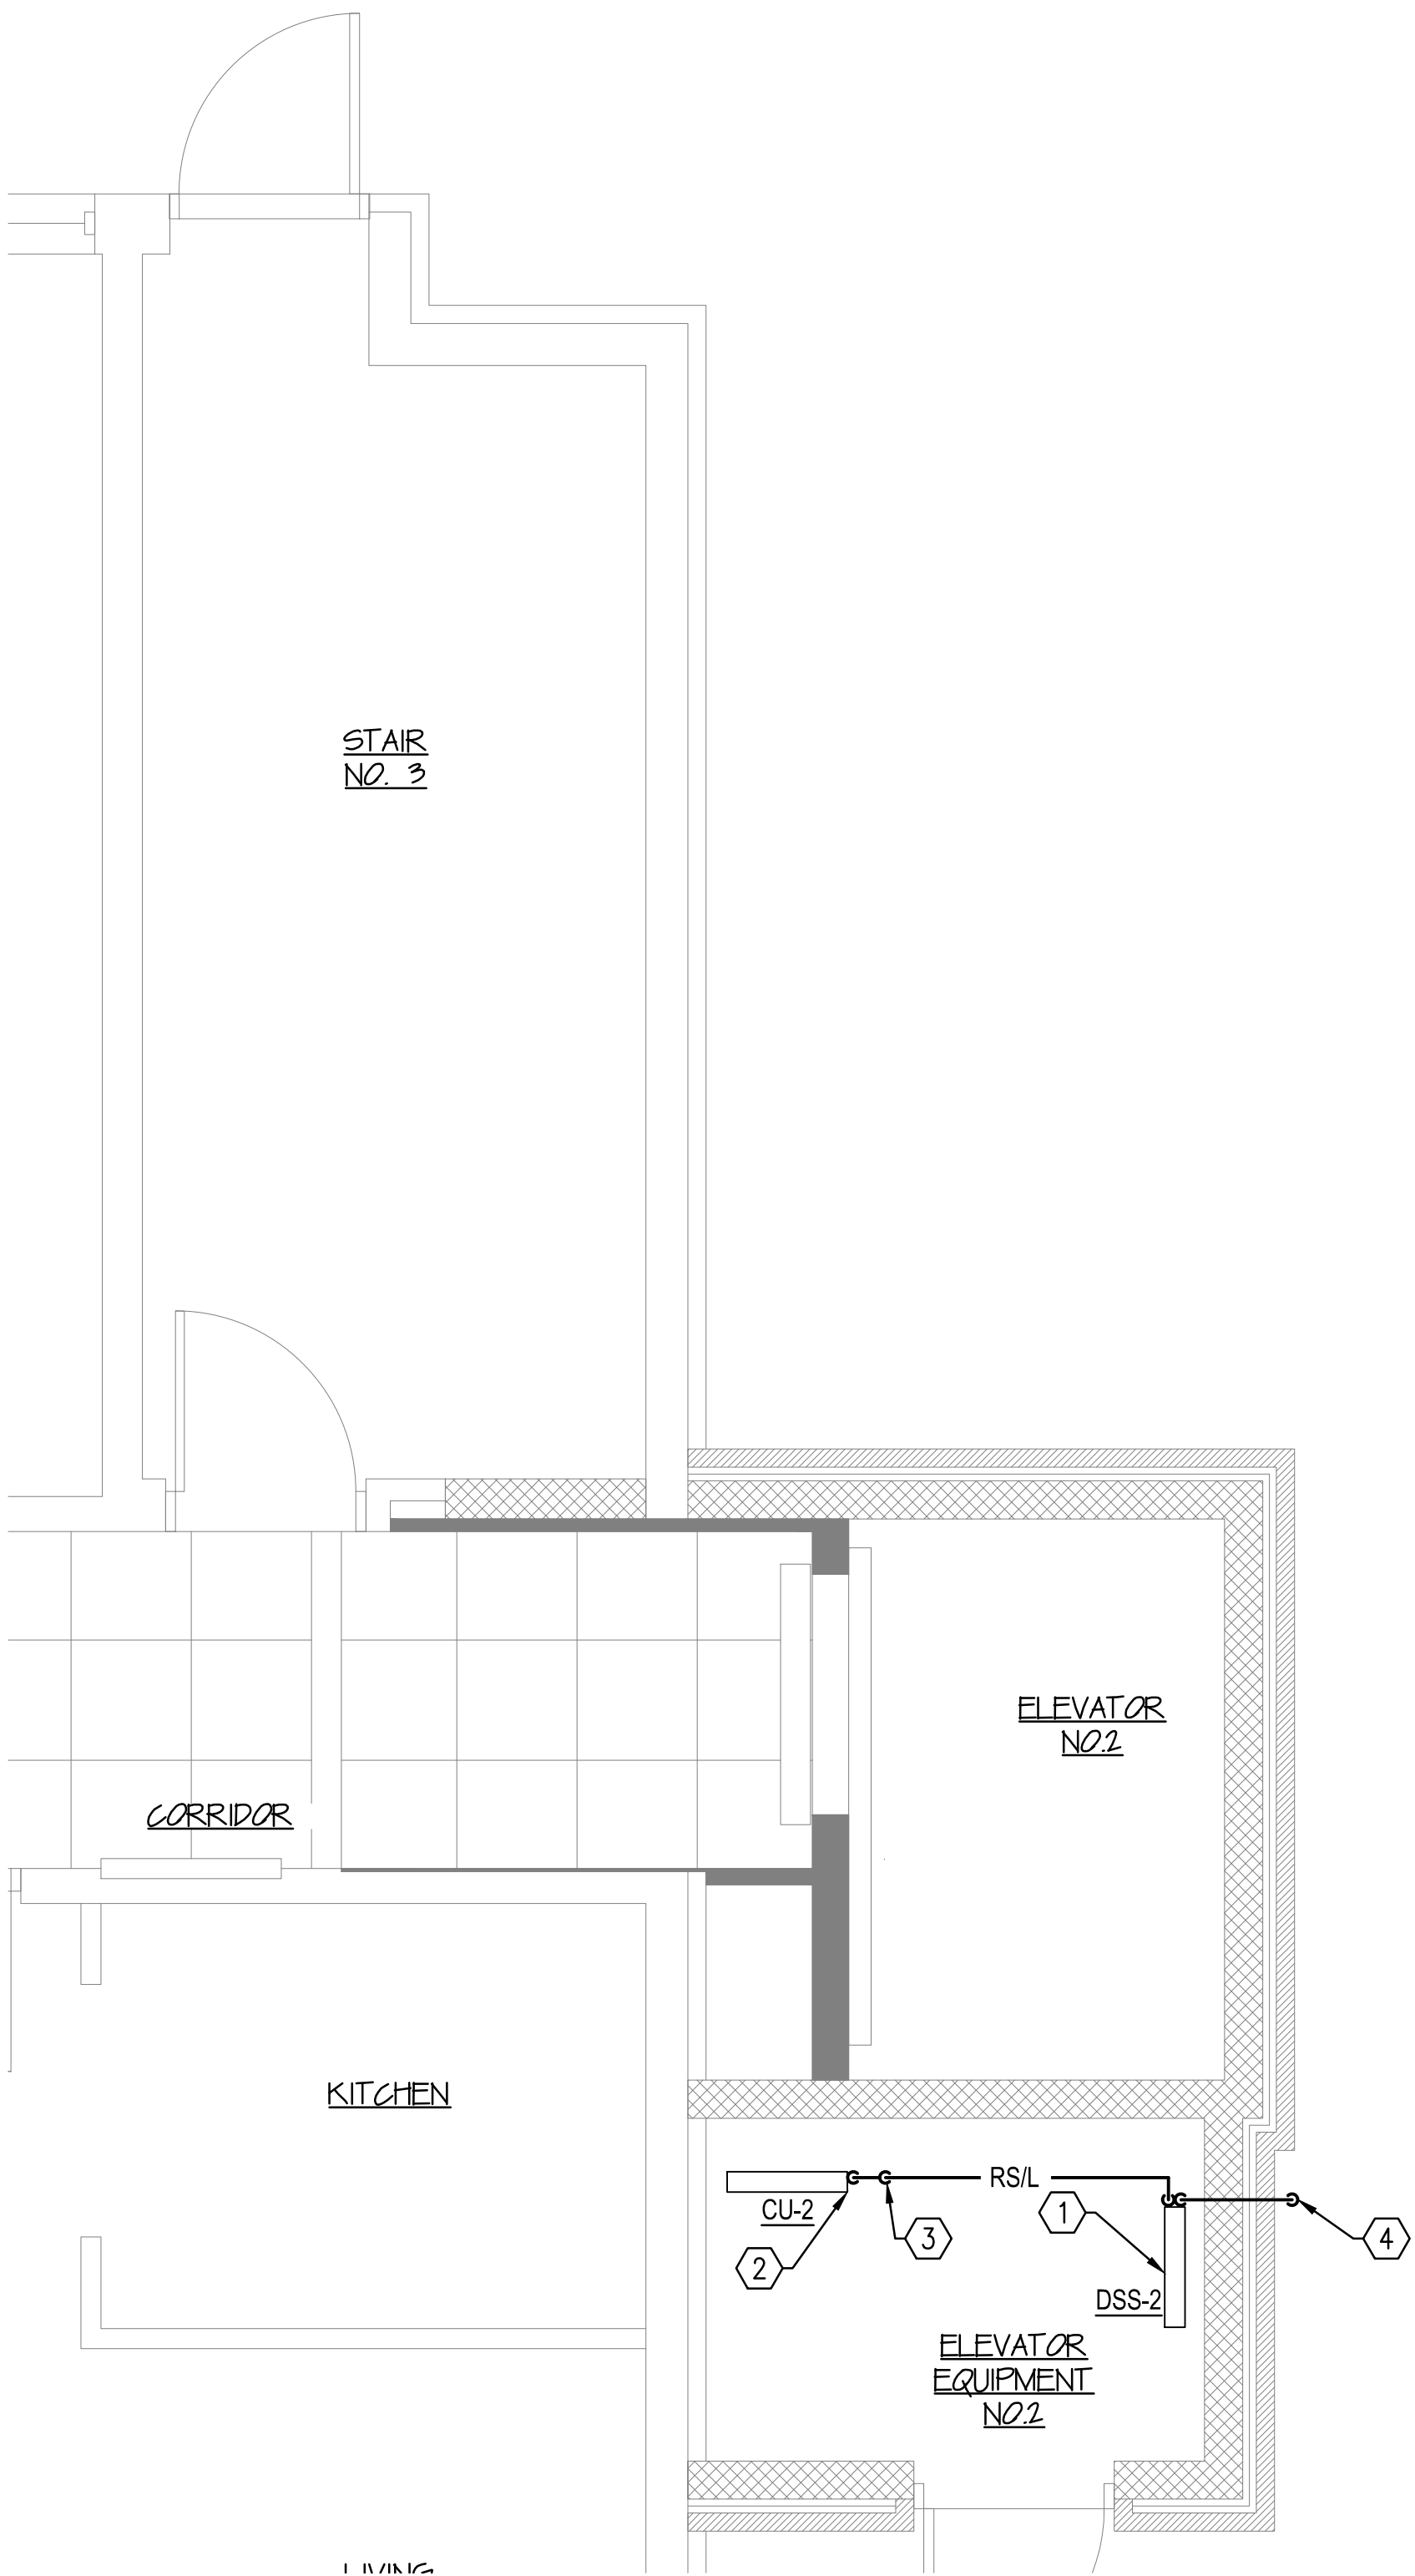 STAIR
NO. 3
ELEVATOR
NO.2
CORRIDOR
KITCHEN
RS/L
CU-2
1
2
3
4
DSS-2
ELEVATOR
EQUIPMENT
NO.2
LIVING